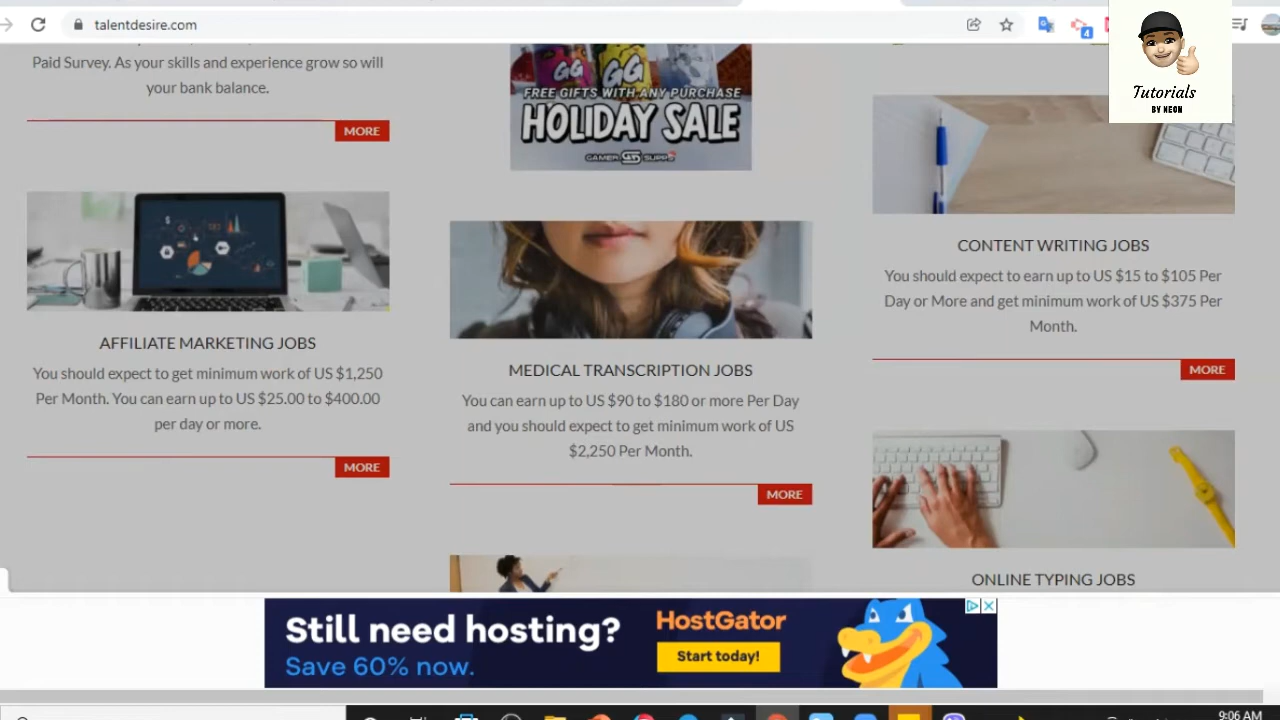 talentdesire.com
4
Tutorials
BY NEON
Paid Survey. As your skills and experience grow so will
your bank balance.
MORE
AFFILIATE MARKETING JOBS
You should expect to get minimum work of US $1,250
Per Month. You can earn up to US $25.00 to $400.00
per day or more.
MORE
GG GG
FREE GIFTS WITH ANY PURCHASE
HOLIDAY SALE
GAMER SUPPS
MEDICAL TRANSCRIPTION JOBS
You can earn up to US $90 to $180 or more Per Day
and you should expect to get minimum work of US
$2,250 Per Month.
MORE
CONTENT WRITING JOBS
You should expect to earn up to US $15 to $105 Per
Day or More and get minimum work of US $375 Per
Month.
MORE
ONLINE TYPING JOBS
Still need hosting?
Save 60% now.
HostGator
Start today!
9:06 AM